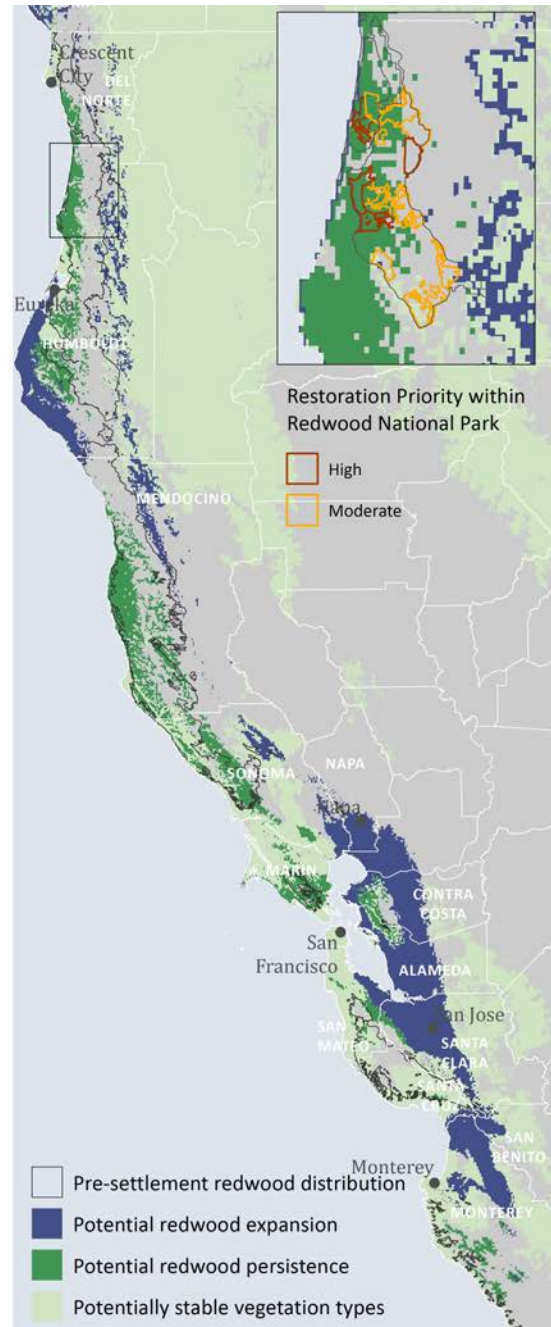 Crescent
City
DEL
NORTE
Eureka
HUMBOLDT
Restoration Priority within
Redwood National Park
High
Moderate
MENDOCINO
NAPA
SONOMA
Napa
MARIN
CONTRA
COSTA
San
Francisco
ALAMEDA
San Jose
SAN
MATEO
SANTA
CLARA
SANTA
CRUZ
SAN
BENITO
Monterey
MONTEREY
Pre-settlement redwood distribution
Potential redwood expansion
Potential redwood persistence
Potentially stable vegetation types